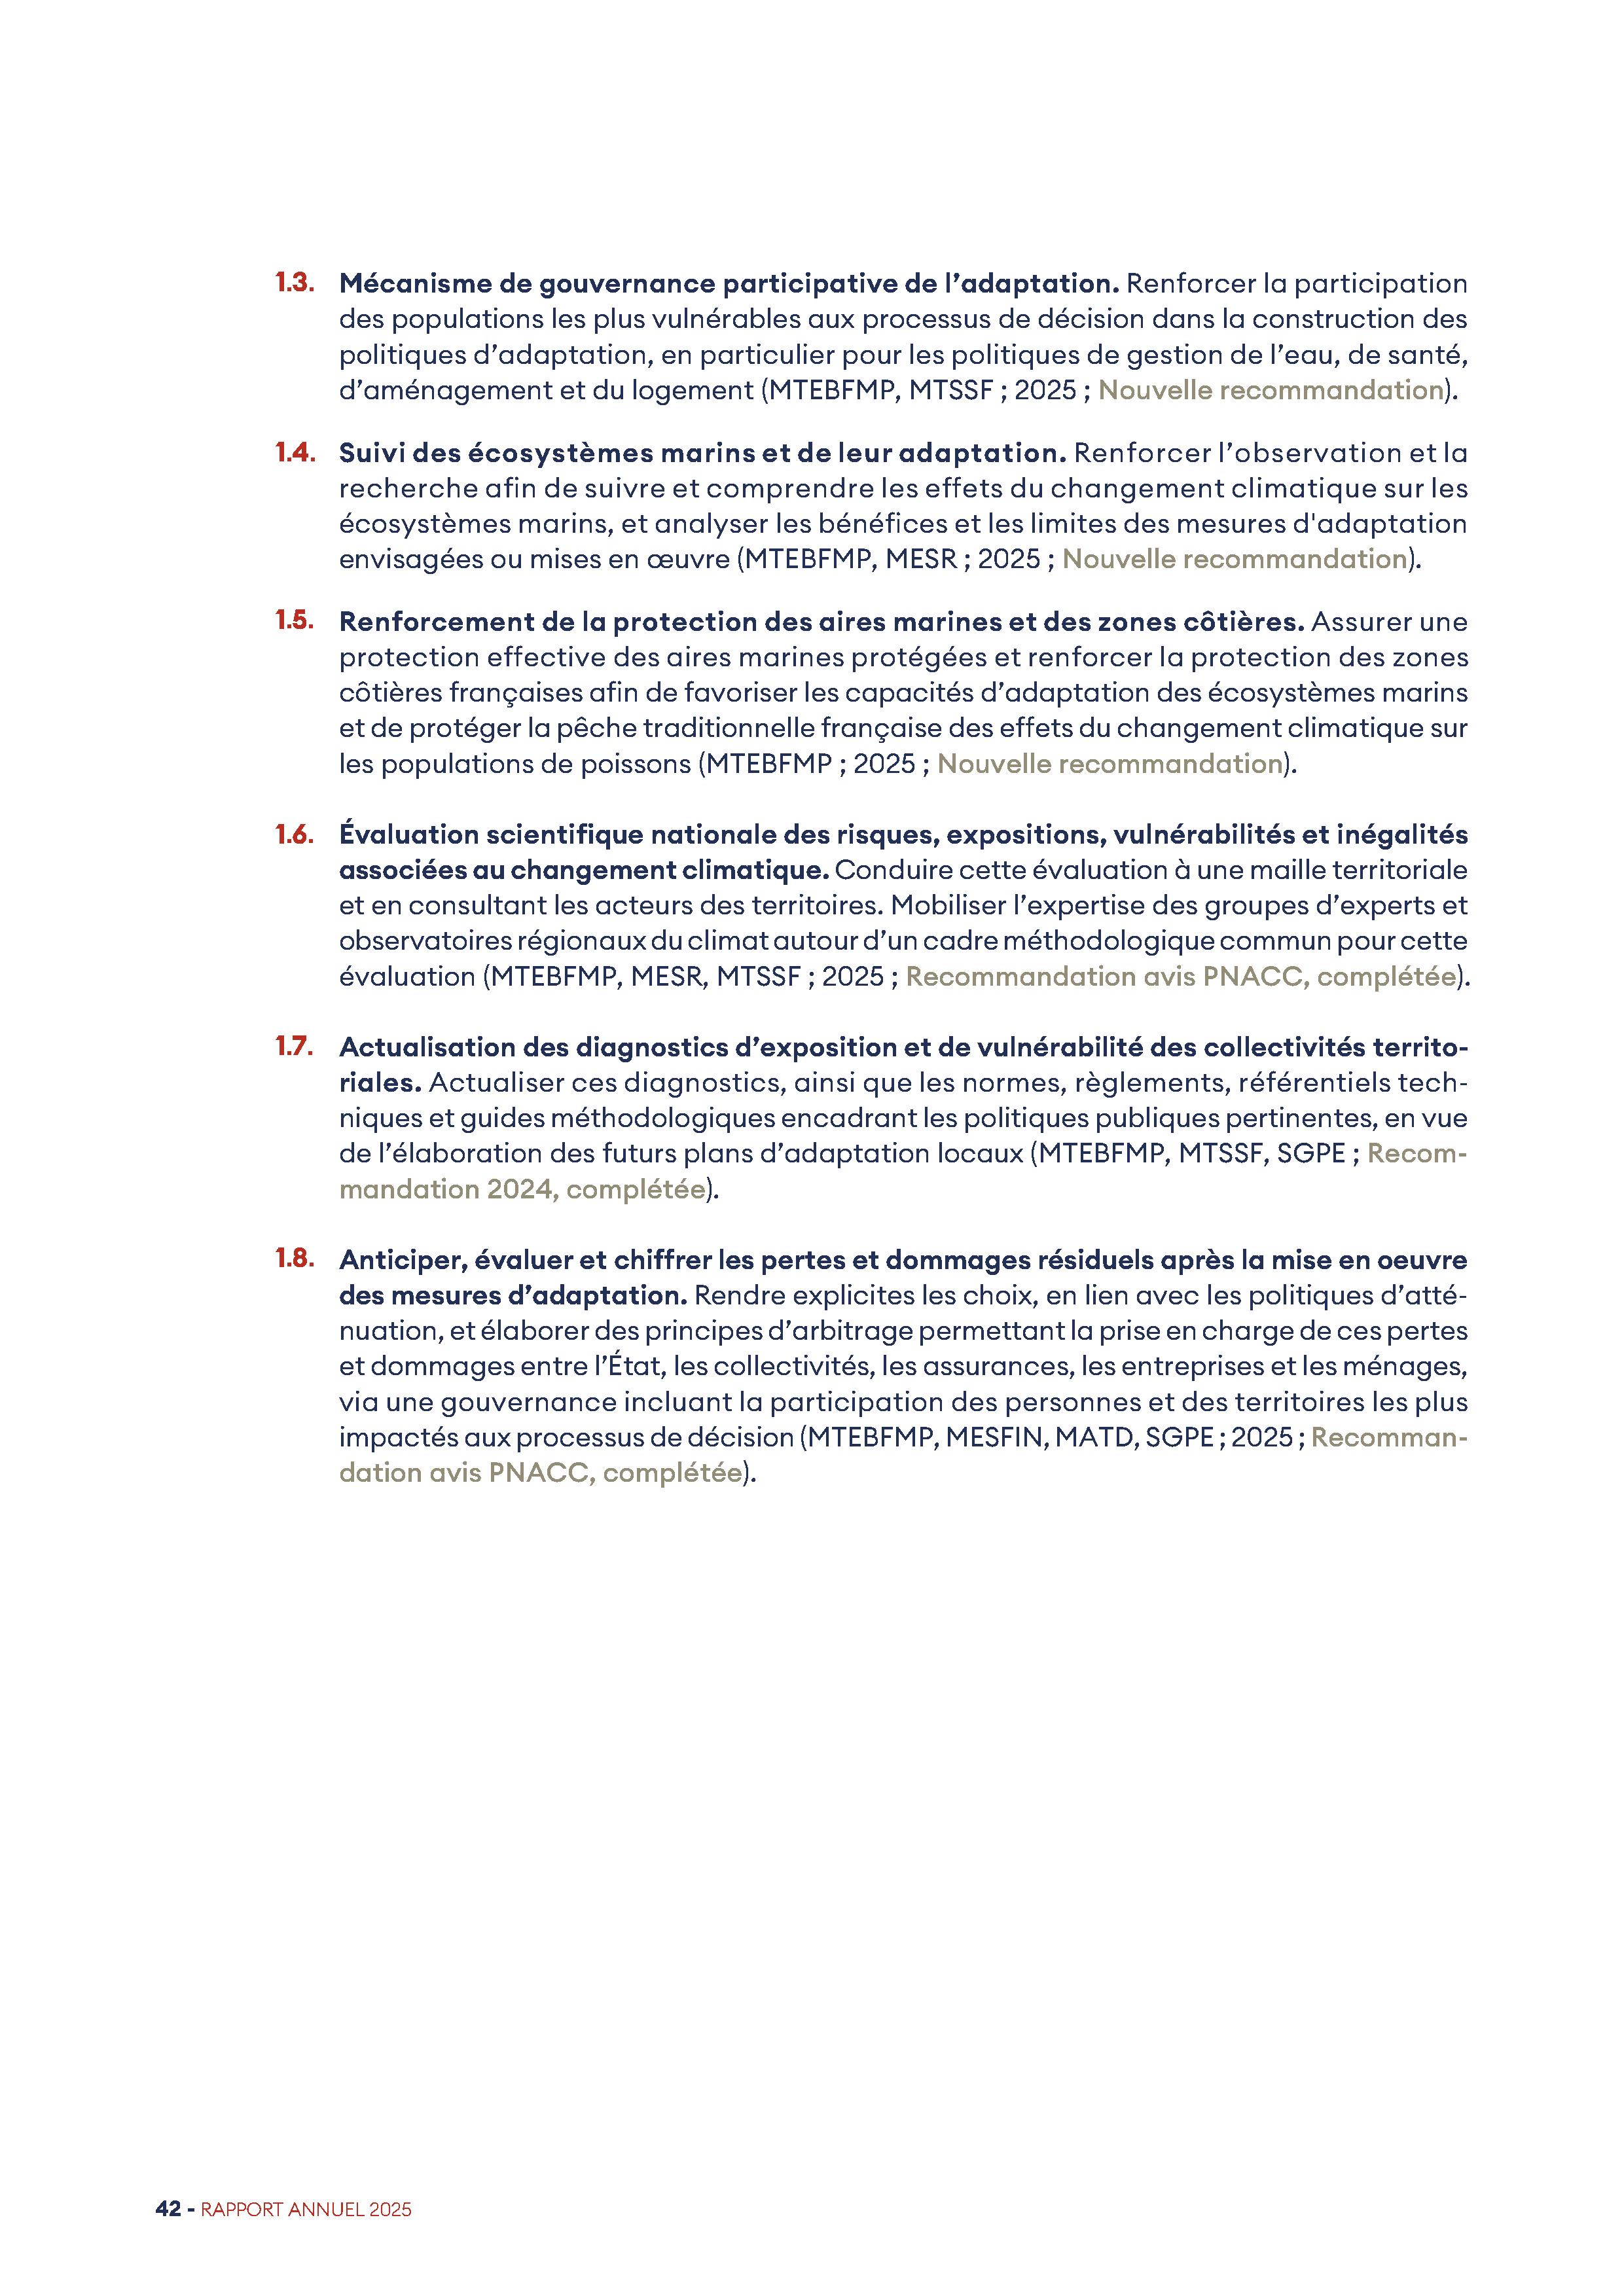 1.3. Mécanisme de gouvernance participative de l’adaptation. Renforcer la participation
des populations les plus vulnérables aux processus de décision dans la construction des
politiques d’adaptation, en particulier pour les politiques de gestion de l’eau, de santé,
d’aménagement et du logement (MTEBFMP, MTSSF ; 2025 ; Nouvelle recommandation).
1.4. Suivi des écosystèmes marins et de leur adaptation. Renforcer l’observation et la
recherche afin de suivre et comprendre les effets du changement climatique sur les
écosystèmes marins, et analyser les bénéfices et les limites des mesures d'adaptation
envisagées ou mises en œuvre (MTEBFMP, MESR ; 2025 ; Nouvelle recommandation).
1.5. Renforcement de la protection des aires marines et des zones côtières. Assurer une
protection effective des aires marines protégées et renforcer la protection des zones
côtières françaises afin de favoriser les capacités d’adaptation des écosystèmes marins
et de protéger la pêche traditionnelle française des effets du changement climatique sur
les populations de poissons (MTEBFMP ; 2025 ; Nouvelle recommandation).
1.6. Évaluation scientifique nationale des risques, expositions, vulnérabilités et inégalités
associées au changement climatique. Conduire cette évaluation à une maille territoriale
et en consultant les acteurs des territoires. Mobiliser l’expertise des groupes d’experts et
observatoires régionaux du climat autour d’un cadre méthodologique commun pour cette
évaluation (MTEBFMP, MESR, MTSSF ; 2025 ; Recommandation avis PNACC, complétée).
1.7. Actualisation des diagnostics d’exposition et de vulnérabilité des collectivités territo-
riales. Actualiser ces diagnostics, ainsi que les normes, règlements, référentiels tech-
niques et guides méthodologiques encadrant les politiques publiques pertinentes, en vue
de l’élaboration des futurs plans d’adaptation locaux (MTEBFMP, MTSSF, SGPE ; Recom-
mandation 2024, complétée).
1.8. Anticiper, évaluer et chiffrer les pertes et dommages résiduels après la mise en oeuvre
des mesures d’adaptation. Rendre explicites les choix, en lien avec les politiques d’atté-
nuation, et élaborer des principes d’arbitrage permettant la prise en charge de ces pertes
et dommages entre l’État, les collectivités, les assurances, les entreprises et les ménages,
via une gouvernance incluant la participation des personnes et des territoires les plus
impactés aux processus de décision (MTEBFMP, MESFIN, MATD, SGPE ; 2025 ; Recomman-
dation avis PNACC, complétée).
42 - RAPPORT ANNUEL 2025